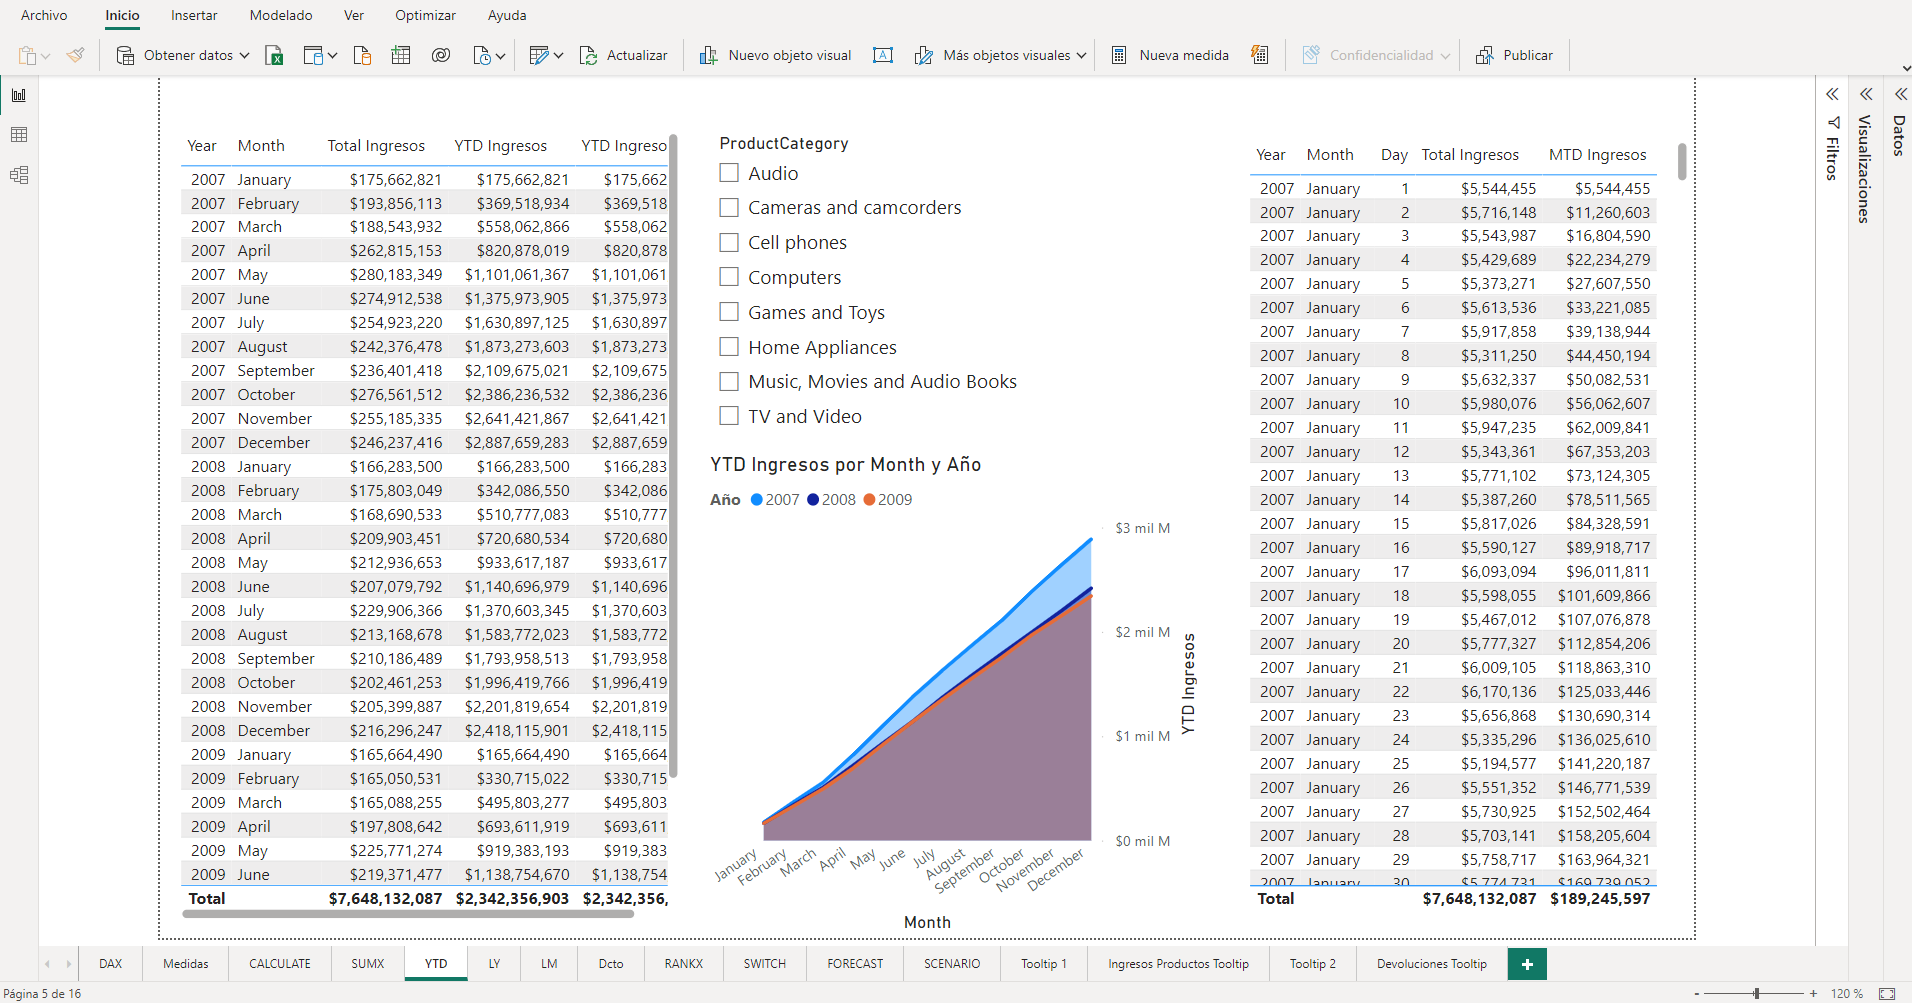 Archivo Inicio Insertar Modelado Ver Optimizar Ayuda
Obtener datos Actualizar Nuevo objeto visual Más objetos visuales Nueva medida Confidencialidad Publicar
Year Month Total Ingresos YTD Ingresos YTD Ingreso
2007 January $175,662,821 $175,662,821 $175,662
2007 February $193,856,113 $369,518,934 $369,518
2007 March $188,543,932 $558,062,866 $558,062
2007 April $262,815,153 $820,878,019 $820,878
2007 May $280,183,349 $1,101,061,367 $1,101,061
2007 June $274,912,538 $1,375,973,905 $1,375,973
2007 July $254,923,220 $1,630,897,125 $1,630,897
2007 August $242,376,478 $1,873,273,603 $1,873,273
2007 September $236,401,418 $2,109,675,021 $2,109,675
2007 October $276,561,512 $2,386,236,532 $2,386,236
2007 November $255,185,335 $2,641,421,867 $2,641,421
2007 December $246,237,416 $2,887,659,283 $2,887,659
2008 January $166,283,500 $166,283,500 $166,283
2008 February $175,803,049 $342,086,550 $342,086
2008 March $168,690,533 $510,777,083 $510,777
2008 April $209,903,451 $720,680,534 $720,680
2008 May $212,936,653 $933,617,187 $933,617
2008 June $207,079,792 $1,140,696,979 $1,140,696
2008 July $229,906,366 $1,370,603,345 $1,370,603
2008 August $213,168,678 $1,583,772,023 $1,583,772
2008 September $210,186,489 $1,793,958,513 $1,793,958
2008 October $202,461,253 $1,996,419,766 $1,996,419
2008 November $205,399,887 $2,201,819,654 $2,201,819
2008 December $216,296,247 $2,418,115,901 $2,418,115
2009 January $165,664,490 $165,664,490 $165,664
2009 February $165,050,531 $330,715,022 $330,715
2009 March $165,088,255 $495,803,277 $495,803
2009 April $197,808,642 $693,611,919 $693,611
2009 May $225,771,274 $919,383,193 $919,383
2009 June $219,371,477 $1,138,754,670 $1,138,754
Total $7,648,132,087 $2,342,356,903 $2,342,356,
ProductCategory
Audio
Cameras and camcorders
Cell phones
Computers
Games and Toys
Home Appliances
Music, Movies and Audio Books
TV and Video
YTD Ingresos por Month y Año
Año 2007 2008 2009
$3 mil M
$2 mil M
$1 mil M
$0 mil M
YTD Ingresos
January February March April May June July August September October November December
Month
Year Month Day Total Ingresos MTD Ingresos
2007 January 1 $5,544,455 $5,544,455
2007 January 2 $5,716,148 $11,260,603
2007 January 3 $5,543,987 $16,804,590
2007 January 4 $5,429,689 $22,234,279
2007 January 5 $5,373,271 $27,607,550
2007 January 6 $5,613,536 $33,221,085
2007 January 7 $5,917,858 $39,138,944
2007 January 8 $5,311,250 $44,450,194
2007 January 9 $5,632,337 $50,082,531
2007 January 10 $5,980,076 $56,062,607
2007 January 11 $5,947,235 $62,009,841
2007 January 12 $5,343,361 $67,353,203
2007 January 13 $5,771,102 $73,124,305
2007 January 14 $5,387,260 $78,511,565
2007 January 15 $5,817,026 $84,328,591
2007 January 16 $5,590,127 $89,918,717
2007 January 17 $6,093,094 $96,011,811
2007 January 18 $5,598,055 $101,609,866
2007 January 19 $5,467,012 $107,076,878
2007 January 20 $5,777,327 $112,854,206
2007 January 21 $6,009,105 $118,863,310
2007 January 22 $6,170,136 $125,033,446
2007 January 23 $5,656,868 $130,690,314
2007 January 24 $5,335,296 $136,025,610
2007 January 25 $5,194,577 $141,220,187
2007 January 26 $5,551,352 $146,771,539
2007 January 27 $5,730,925 $152,502,464
2007 January 28 $5,703,141 $158,205,604
2007 January 29 $5,758,717 $163,964,321
2007 January 30 $5,774,731 $169,739,052
Total $7,648,132,087 $189,245,597
Filtros
Visualizaciones
Datos
DAX Medidas CALCULATE SUMX YTD LY LM Dcto RANKX SWITCH FORECAST SCENARIO Tooltip 1 Ingresos Productos Tooltip Tooltip 2 Devoluciones Tooltip +
Página 5 de 16 - + 120 %